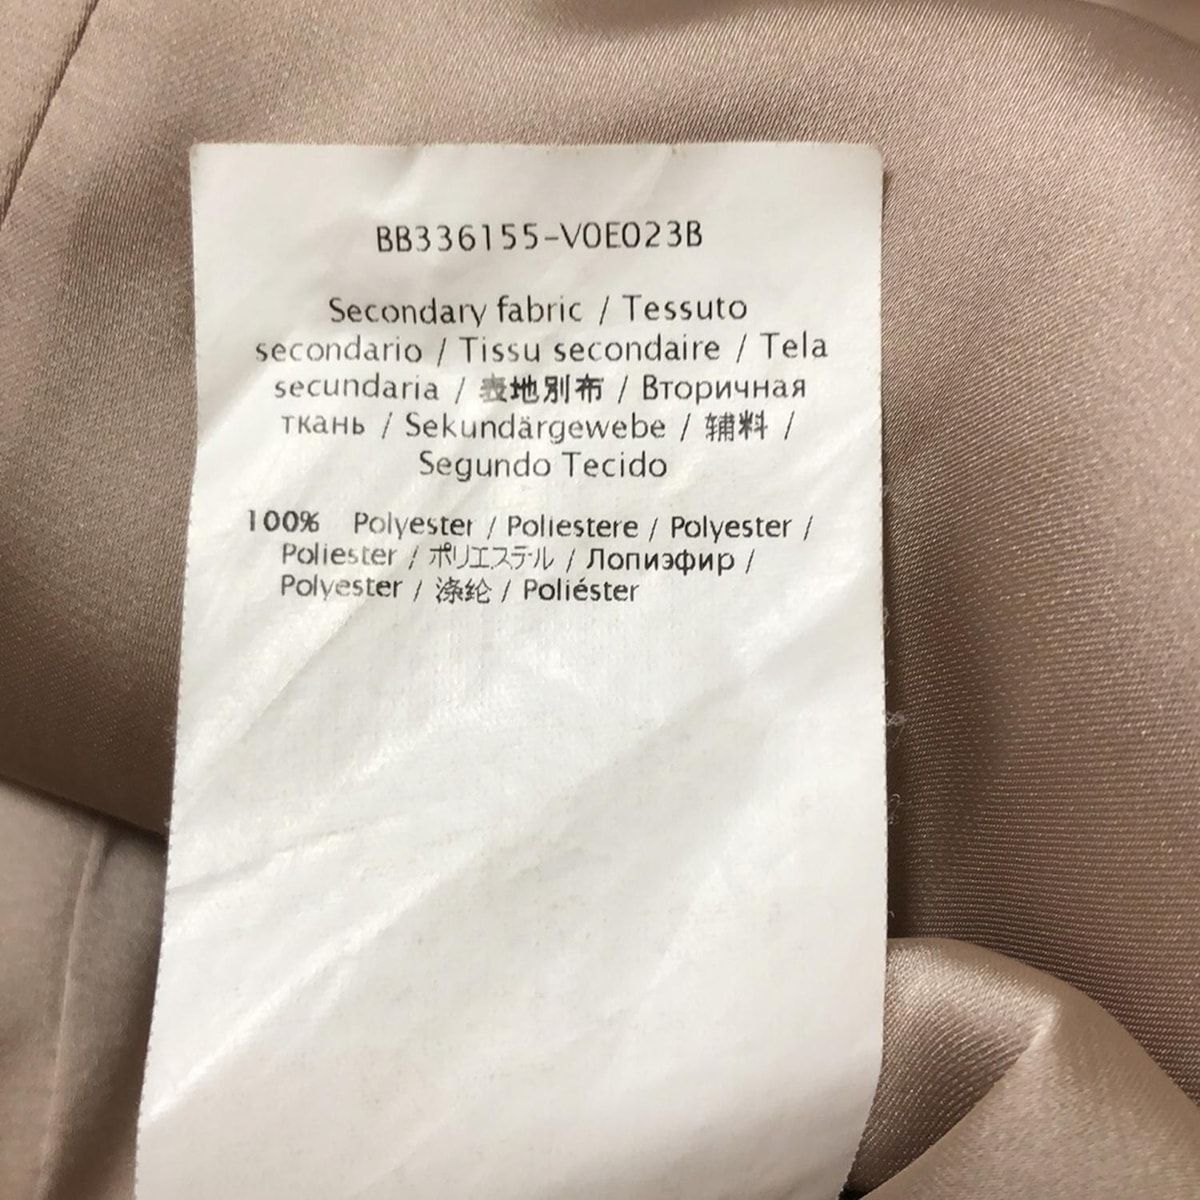 BB336155-V0E023B
Secondary fabric / Tessuto
secondario / Tissu secondaire / Tela
secundaria / 表地別布 / Вторичная
ткань / Sekundärgewebe / 辅料 /
Segundo Tecido
100% Polyester / Poliestere / Polyester /
Poliester / ポリエステル / Лопиэфир /
Polyester / 涤纶 / Poliéster